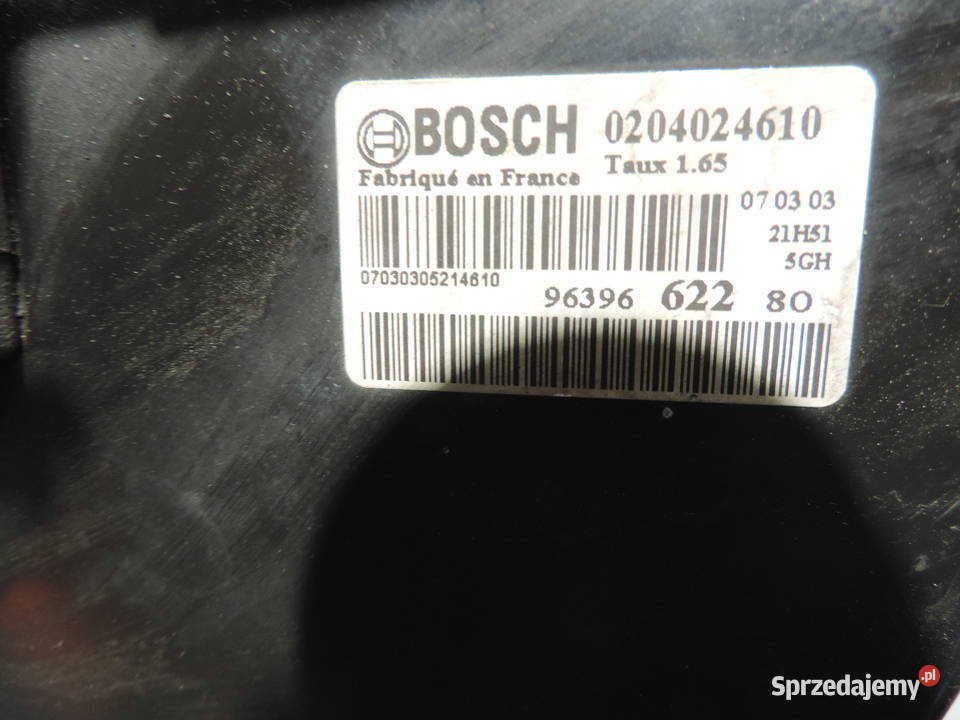 BOSCH 0204024610
Fabriqué en France Taux 1.65
07 03 03
21H51
5GH
07030305214610
96396 622 80
Sprzedajemy.pl